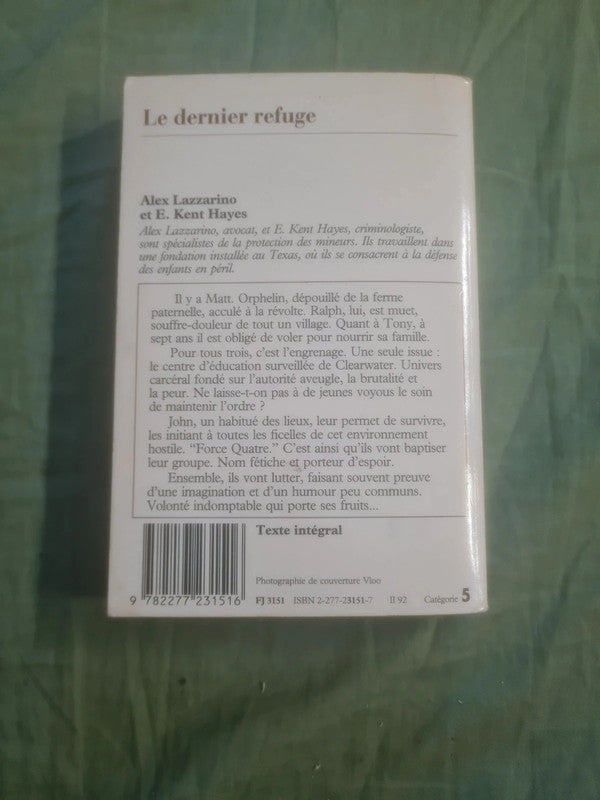 Le dernier refuge
Alex Lazzarino
et E. Kent Hayes
Alex Lazzarino, avocat, et E. Kent Hayes, criminologiste,
sont spécialistes de la protection des mineurs. Ils travaillent dans
une fondation installée au Texas, où ils se consacrent à la défense
des enfants en péril.
Il y a Matt. Orphelin, dépouillé de la ferme
paternelle, acculé à la révolte. Ralph, lui, est muet,
souffre-douleur de tout un village. Quant à Tony, à
sept ans il est obligé de voler pour nourrir sa famille.
Pour tous trois, c'est l'engrenage. Une seule issue :
le centre d'éducation surveillée de Clearwater. Univers
carcéral fondé sur l'autorité aveugle, la brutalité et
la peur. Ne laisse-t-on pas à de jeunes voyous le soin
de maintenir l'ordre ?
John, un habitué des lieux, leur permet de survivre,
les initiant à toutes les ficelles de cet environnement
hostile. “Force Quatre.” C'est ainsi qu'ils vont baptiser
leur groupe. Nom fétiche et porteur d'espoir.
Ensemble, ils vont lutter, faisant souvent preuve
d'une imagination et d'un humour peu communs.
Volonté indomptable qui porte ses fruits...
Texte intégral
Photographie de couverture Vloo
9 782277 231516 FJ 3151 ISBN 2-277-23151-7 II 92 Catégorie 5